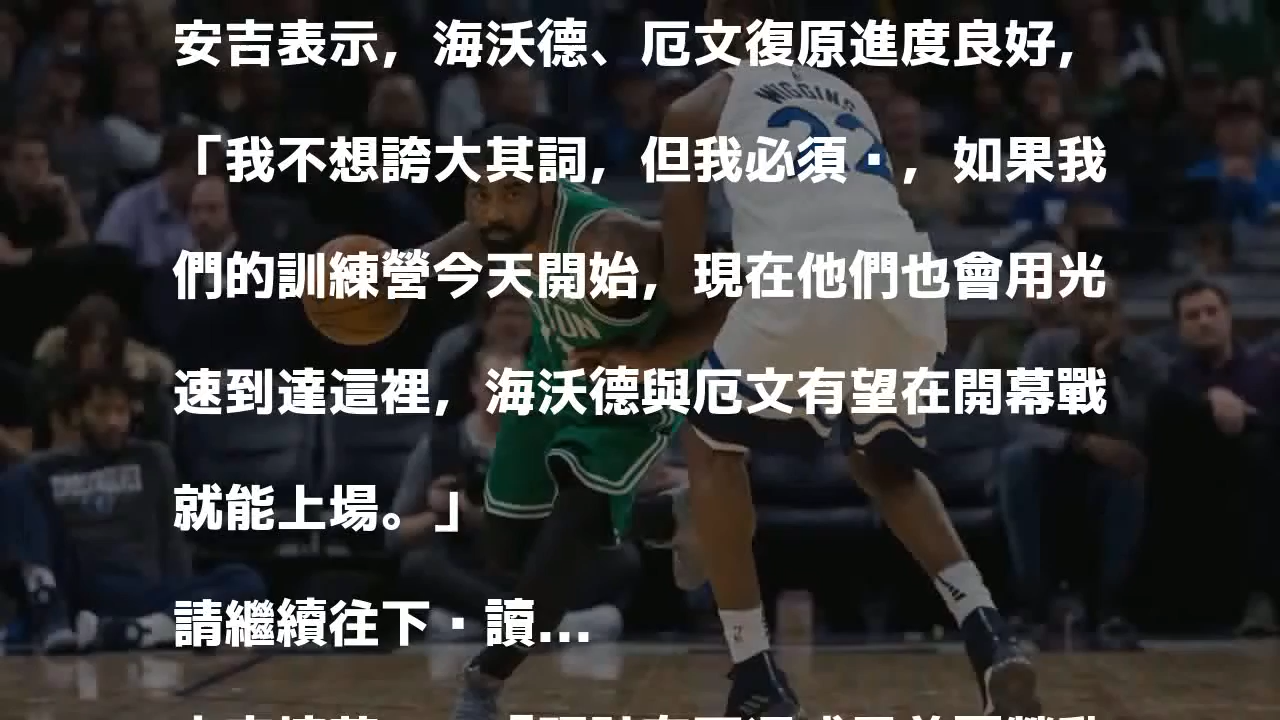 安吉表示，海沃德、厄文復原進度良好，
「我不想誇大其詞，但我必須·，如果我
WIGGINS
22
們的訓練營今天開始，現在他們也會用光
速到達這裡，海沃德與厄文有望在開幕戰
就能上場。」
請繼續往下·讀...